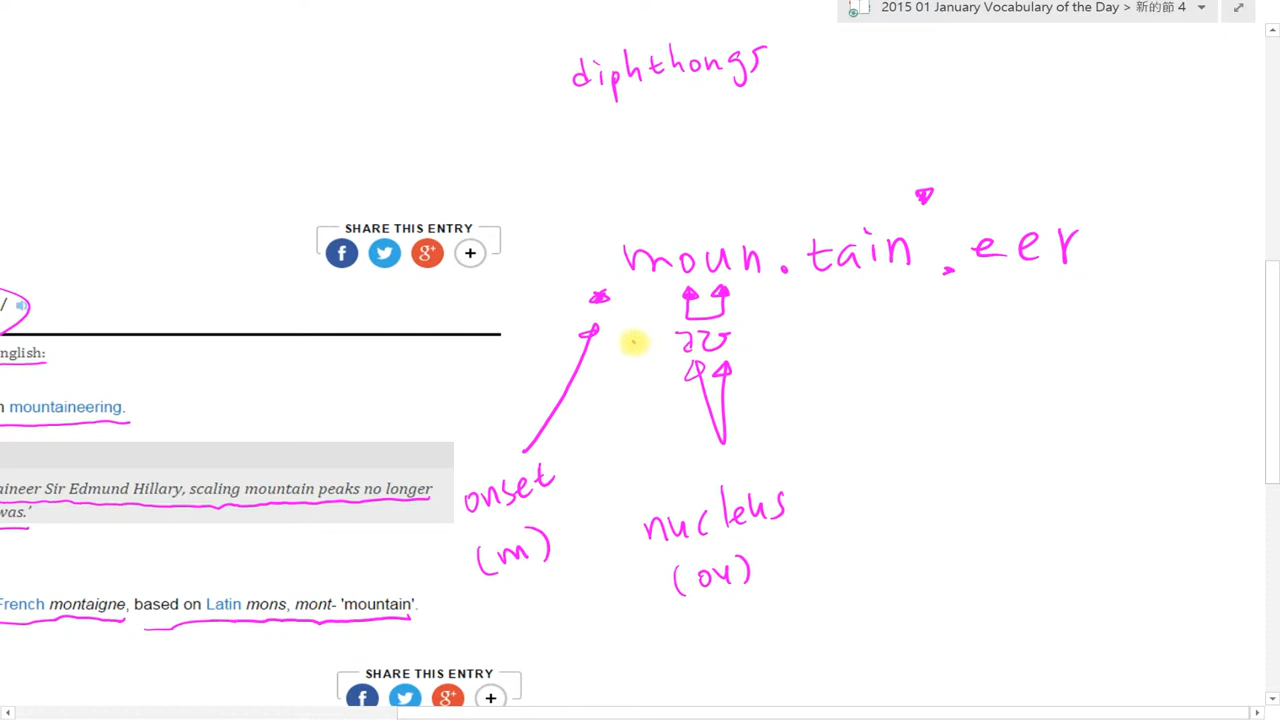 2015 01 January Vocabulary of the Day > 新的節 4
diphthongs
SHARE THIS ENTRY
moun.tain.eer
/
nglish:
n mountaineering.
aineer Sir Edmund Hillary, scaling mountain peaks no longer
was.'
onset
(m)
nucleus
(ou)
French montaigne, based on Latin mons, mont- 'mountain'.
SHARE THIS ENTRY